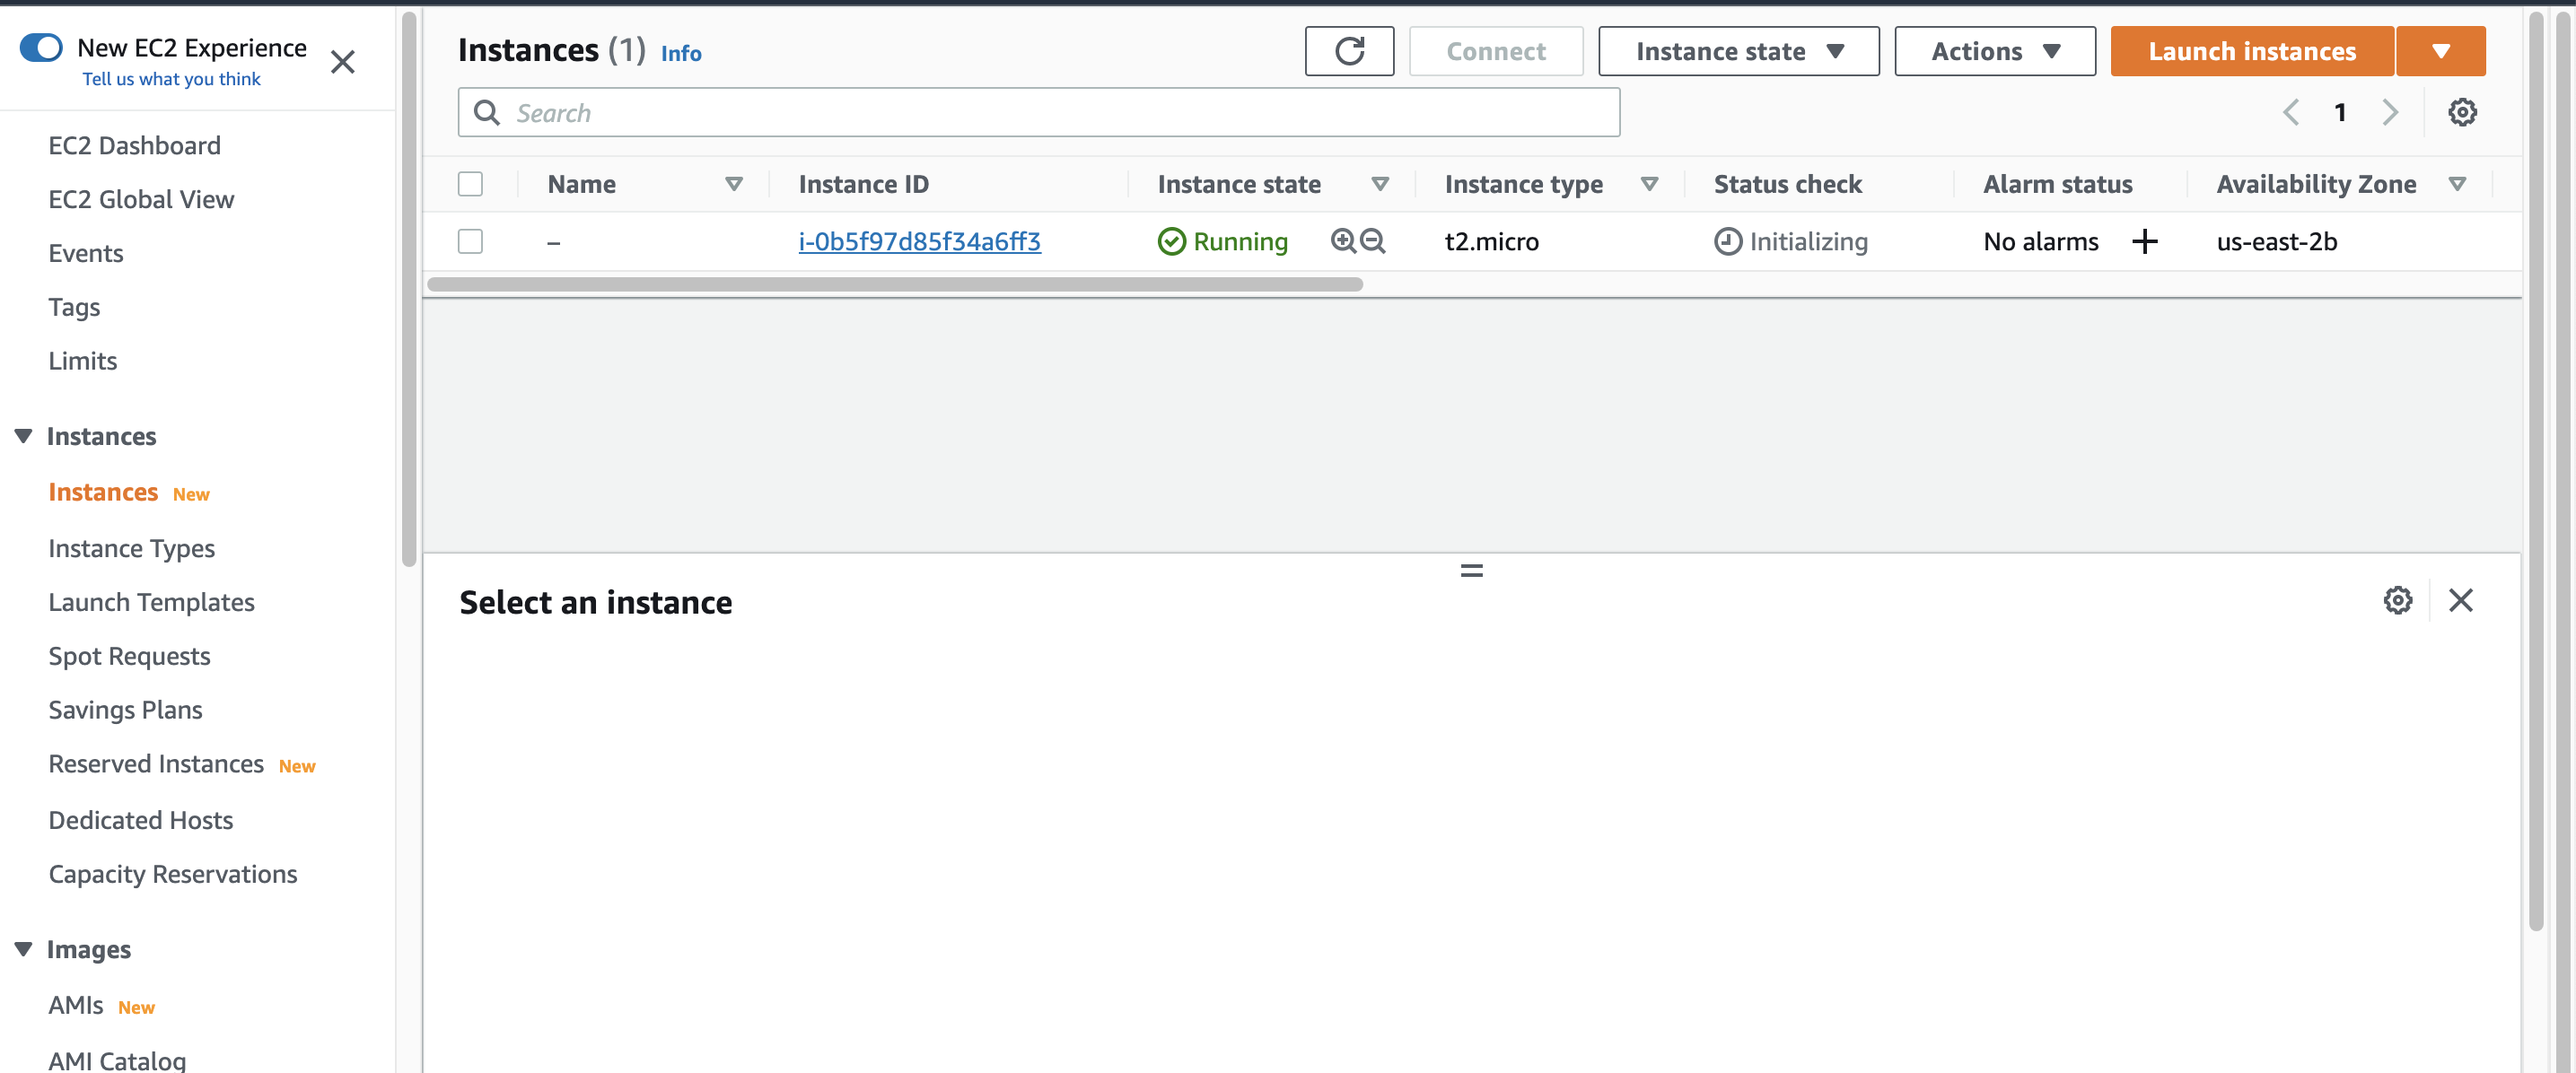 New EC2 Experience
Tell us what you think
EC2 Dashboard
EC2 Global View
Events
Tags
Limits
Instances
Instances New
Instance Types
Launch Templates
Spot Requests
Savings Plans
Reserved Instances New
Dedicated Hosts
Capacity Reservations
Images
AMIs New
AMI Catalog
Instances (1) Info
Connect
Instance state
Actions
Launch instances
Search
1
Name Instance ID Instance state Instance type Status check Alarm status Availability Zone
– i-0b5f97d85f34a6ff3 Running t2.micro Initializing No alarms + us-east-2b
Select an instance